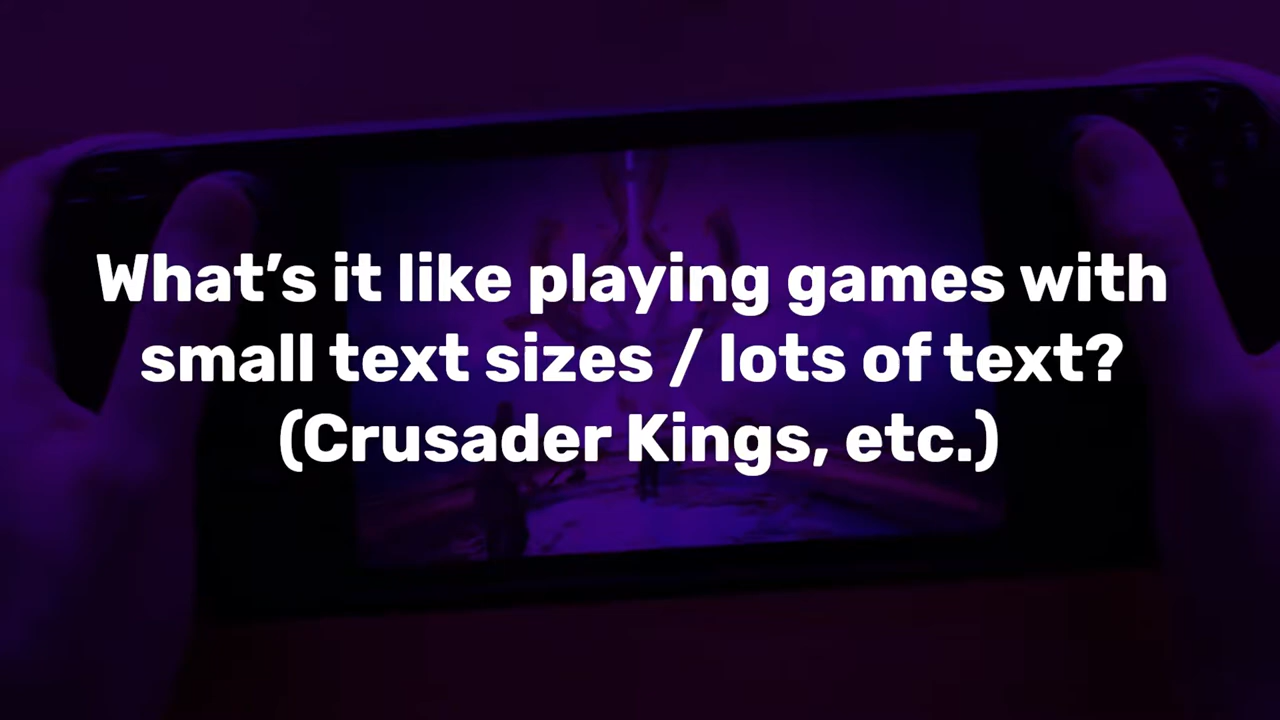 What’s it like playing games with
small text sizes / lots of text?
(Crusader Kings, etc.)